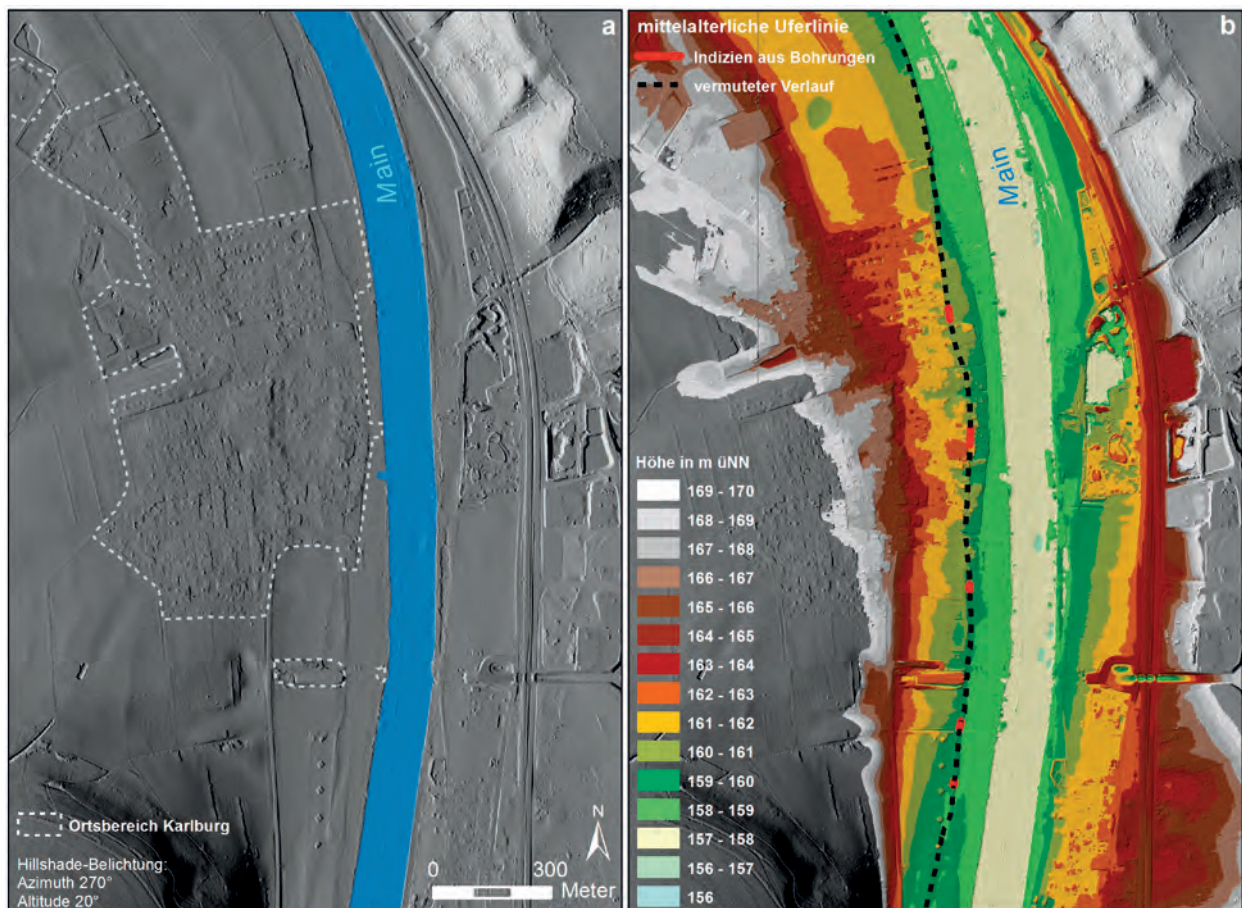 a
Main
Ortsbereich Karlburg
Hillshade-Belichtung:
Azimuth 270°
Altitude 20°
N
0 300
Meter
b
mittelalterliche Uferlinie
Indizien aus Bohrungen
vermuteter Verlauf
Main
Höhe in m üNN
169 - 170
168 - 169
167 - 168
166 - 167
165 - 166
164 - 165
163 - 164
162 - 163
161 - 162
160 - 161
159 - 160
158 - 159
157 - 158
156 - 157
156